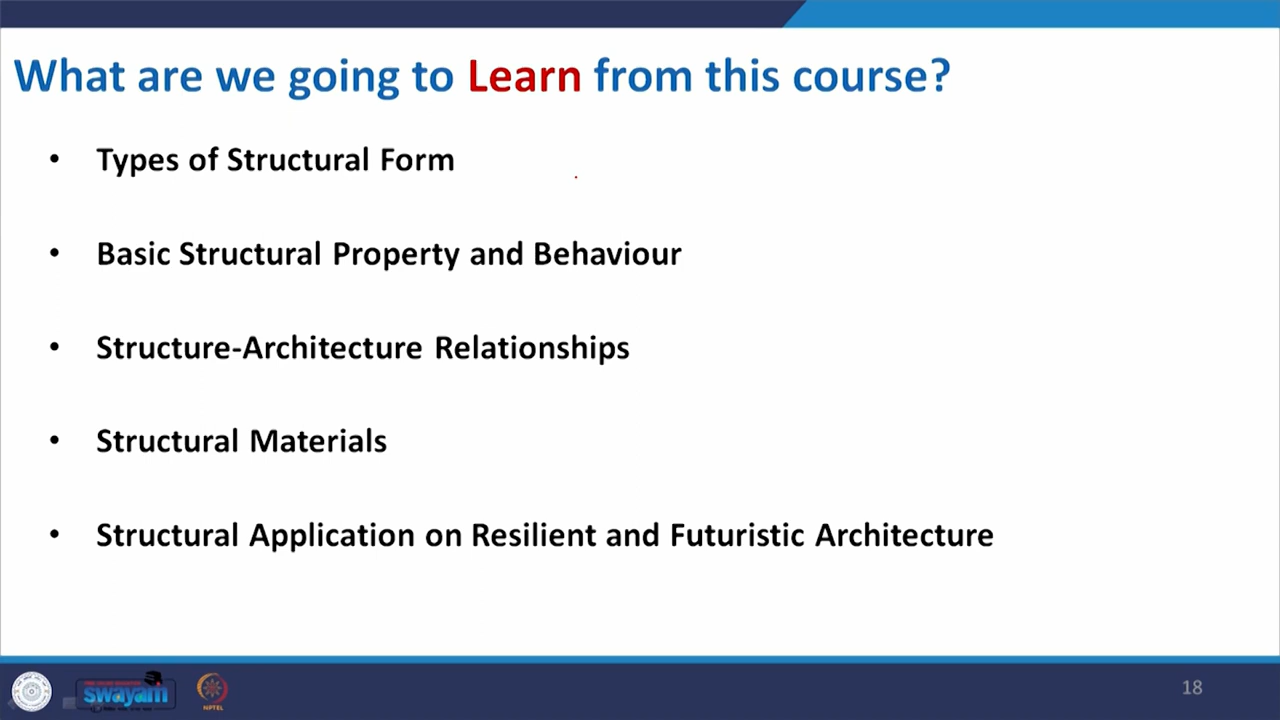 What are we going to Learn from this course?
• Types of Structural Form
• Basic Structural Property and Behaviour
• Structure-Architecture Relationships
• Structural Materials
• Structural Application on Resilient and Futuristic Architecture
swayam
NPTEL
18